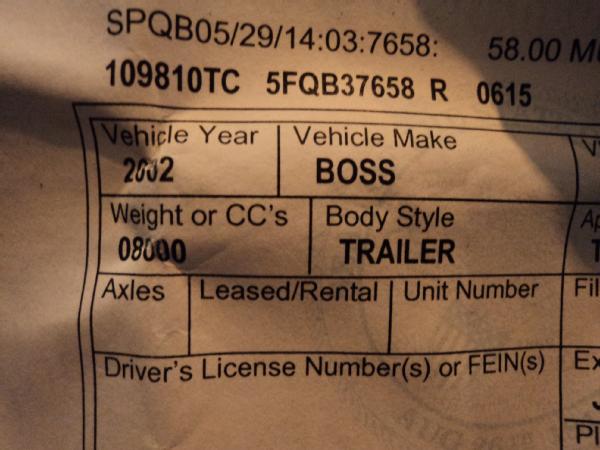 SPQB05/29/14:03:7658: 58.00
109810TC 5FQB37658 R 0615
Vehicle Year Vehicle Make
2002 BOSS
Weight or CC's Body Style
08000 TRAILER
Axles Leased/Rental Unit Number
Driver's License Number(s) or FEIN(s)